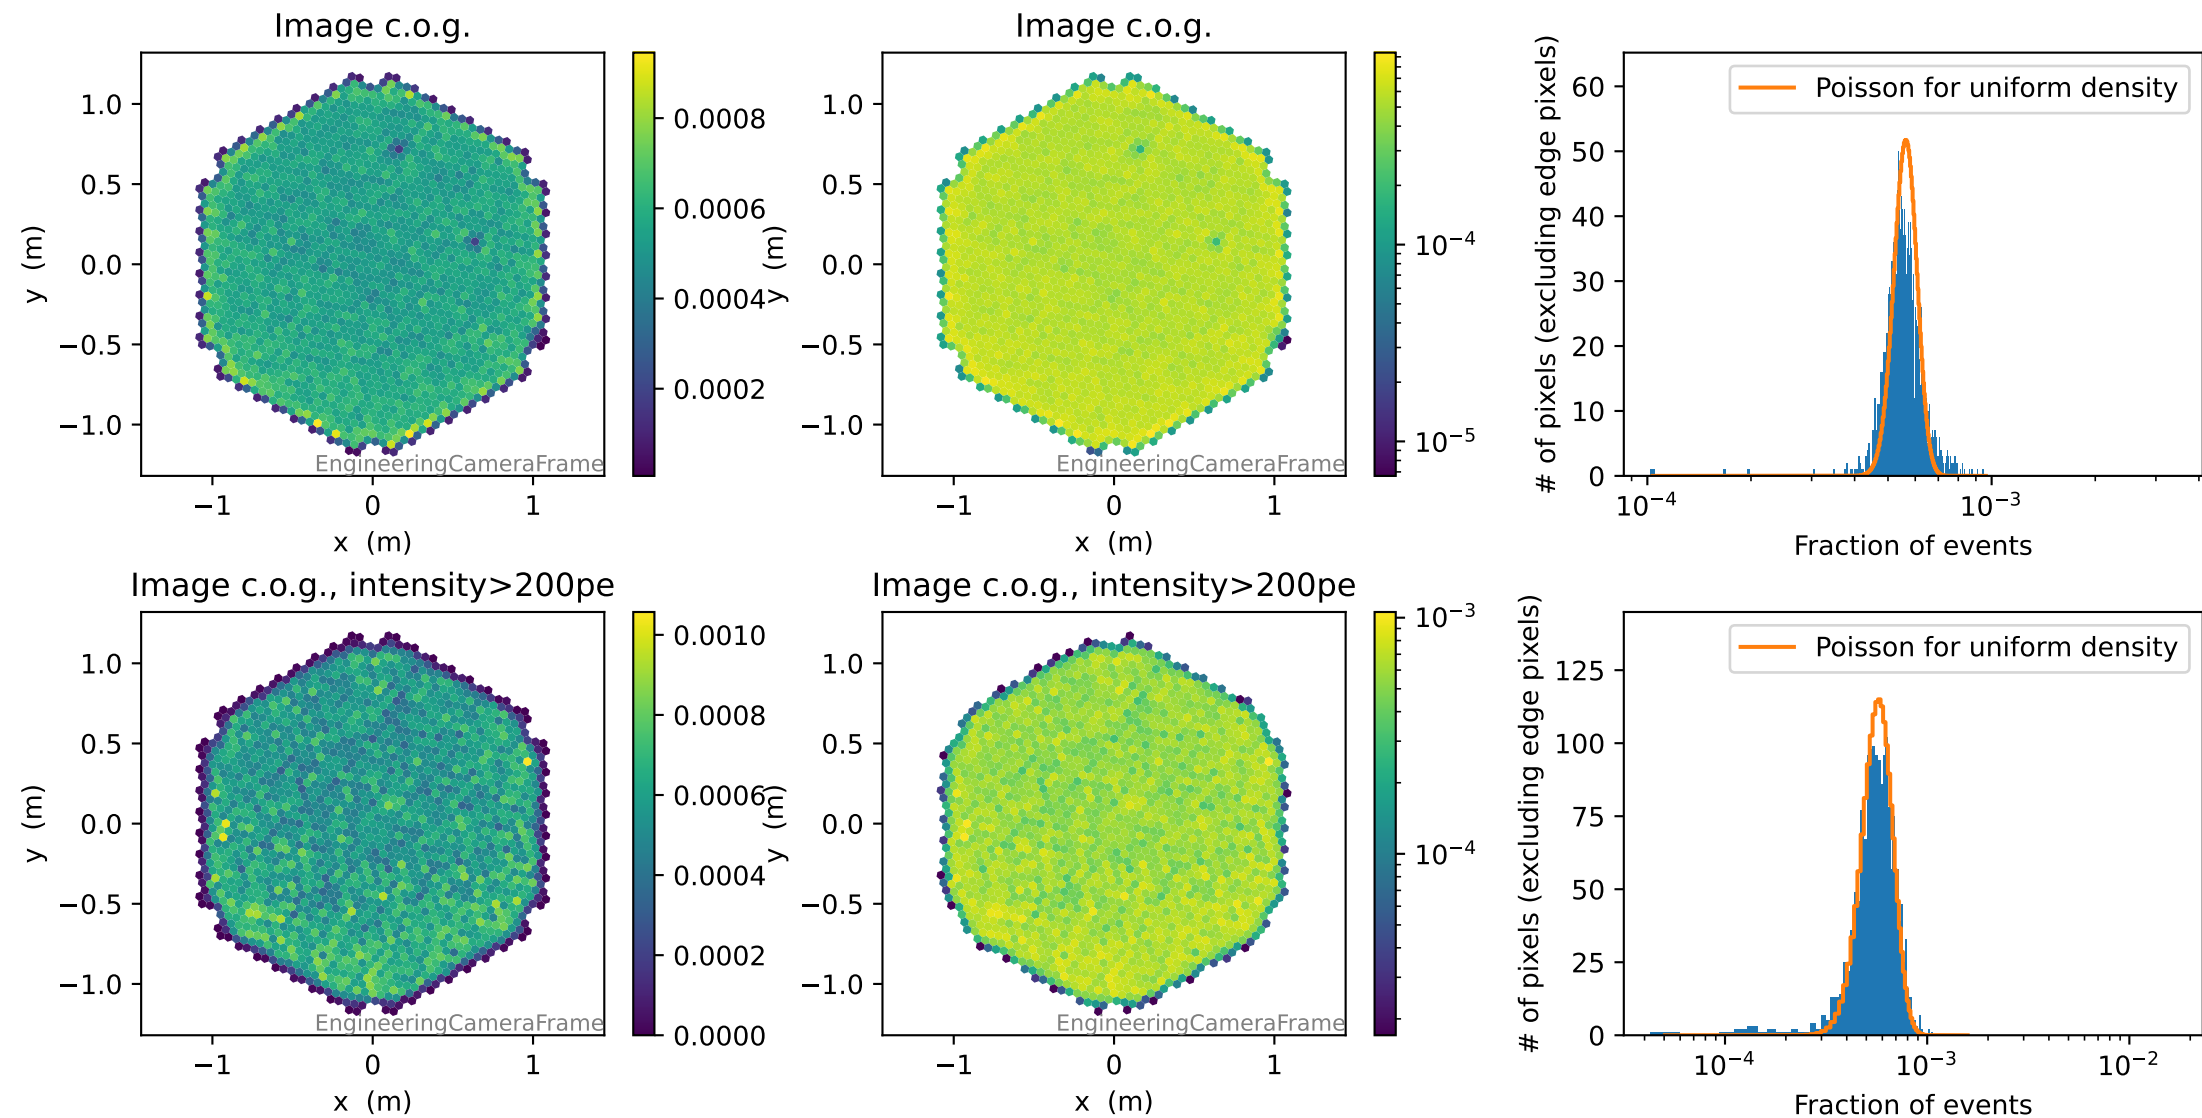 Image c.o.g.
y (m)
1.0
0.5
0.0
−0.5
−1.0
−1
0
1
x (m)
EngineeringCameraFrame
0.0008
0.0006
0.0004
0.0002
Image c.o.g.
y (m)
1.0
0.5
0.0
−0.5
−1.0
−1
0
1
x (m)
EngineeringCameraFrame
10−4
10−5
# of pixels (excluding edge pixels)
60
50
40
30
20
10
0
Poisson for uniform density
10−4
10−3
Fraction of events
Image c.o.g., intensity>200pe
y (m)
1.0
0.5
0.0
−0.5
−1.0
−1
0
1
x (m)
EngineeringCameraFrame
0.0010
0.0008
0.0006
0.0004
0.0002
0.0000
Image c.o.g., intensity>200pe
y (m)
1.0
0.5
0.0
−0.5
−1.0
−1
0
1
x (m)
EngineeringCameraFrame
10−3
10−4
# of pixels (excluding edge pixels)
125
100
75
50
25
0
Poisson for uniform density
10−4
10−3
10−2
Fraction of events